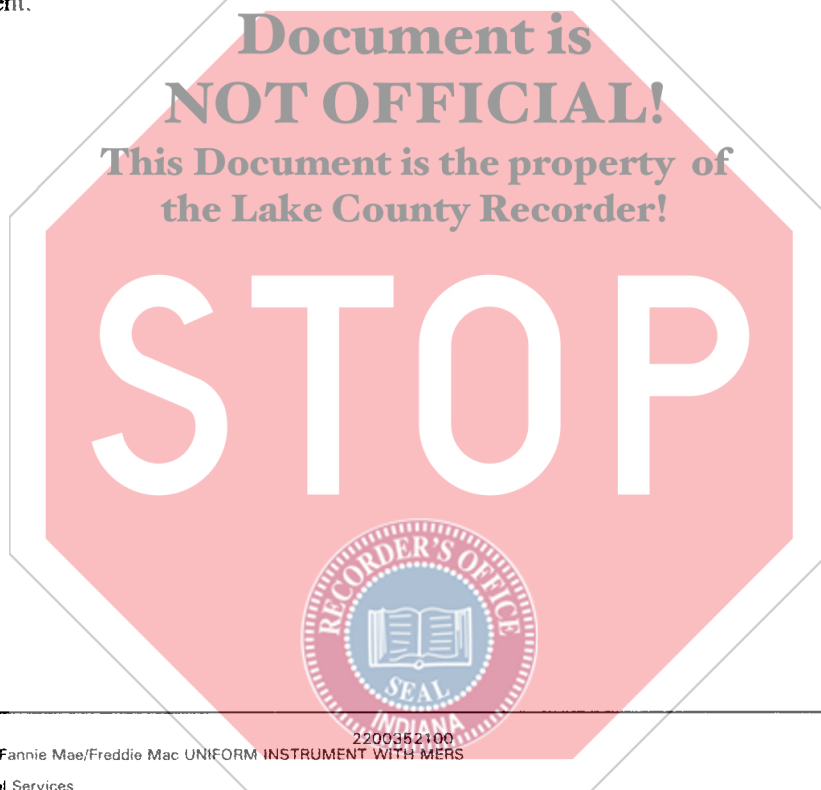 ent.
Document is
NOT OFFICIAL!
This Document is the property of
the Lake County Recorder!
STOP
RECORDER'S OFFICE
SEAL
INDIANA
2200352100
Fannie Mae/Freddie Mac UNIFORM INSTRUMENT WITH MERS
Services